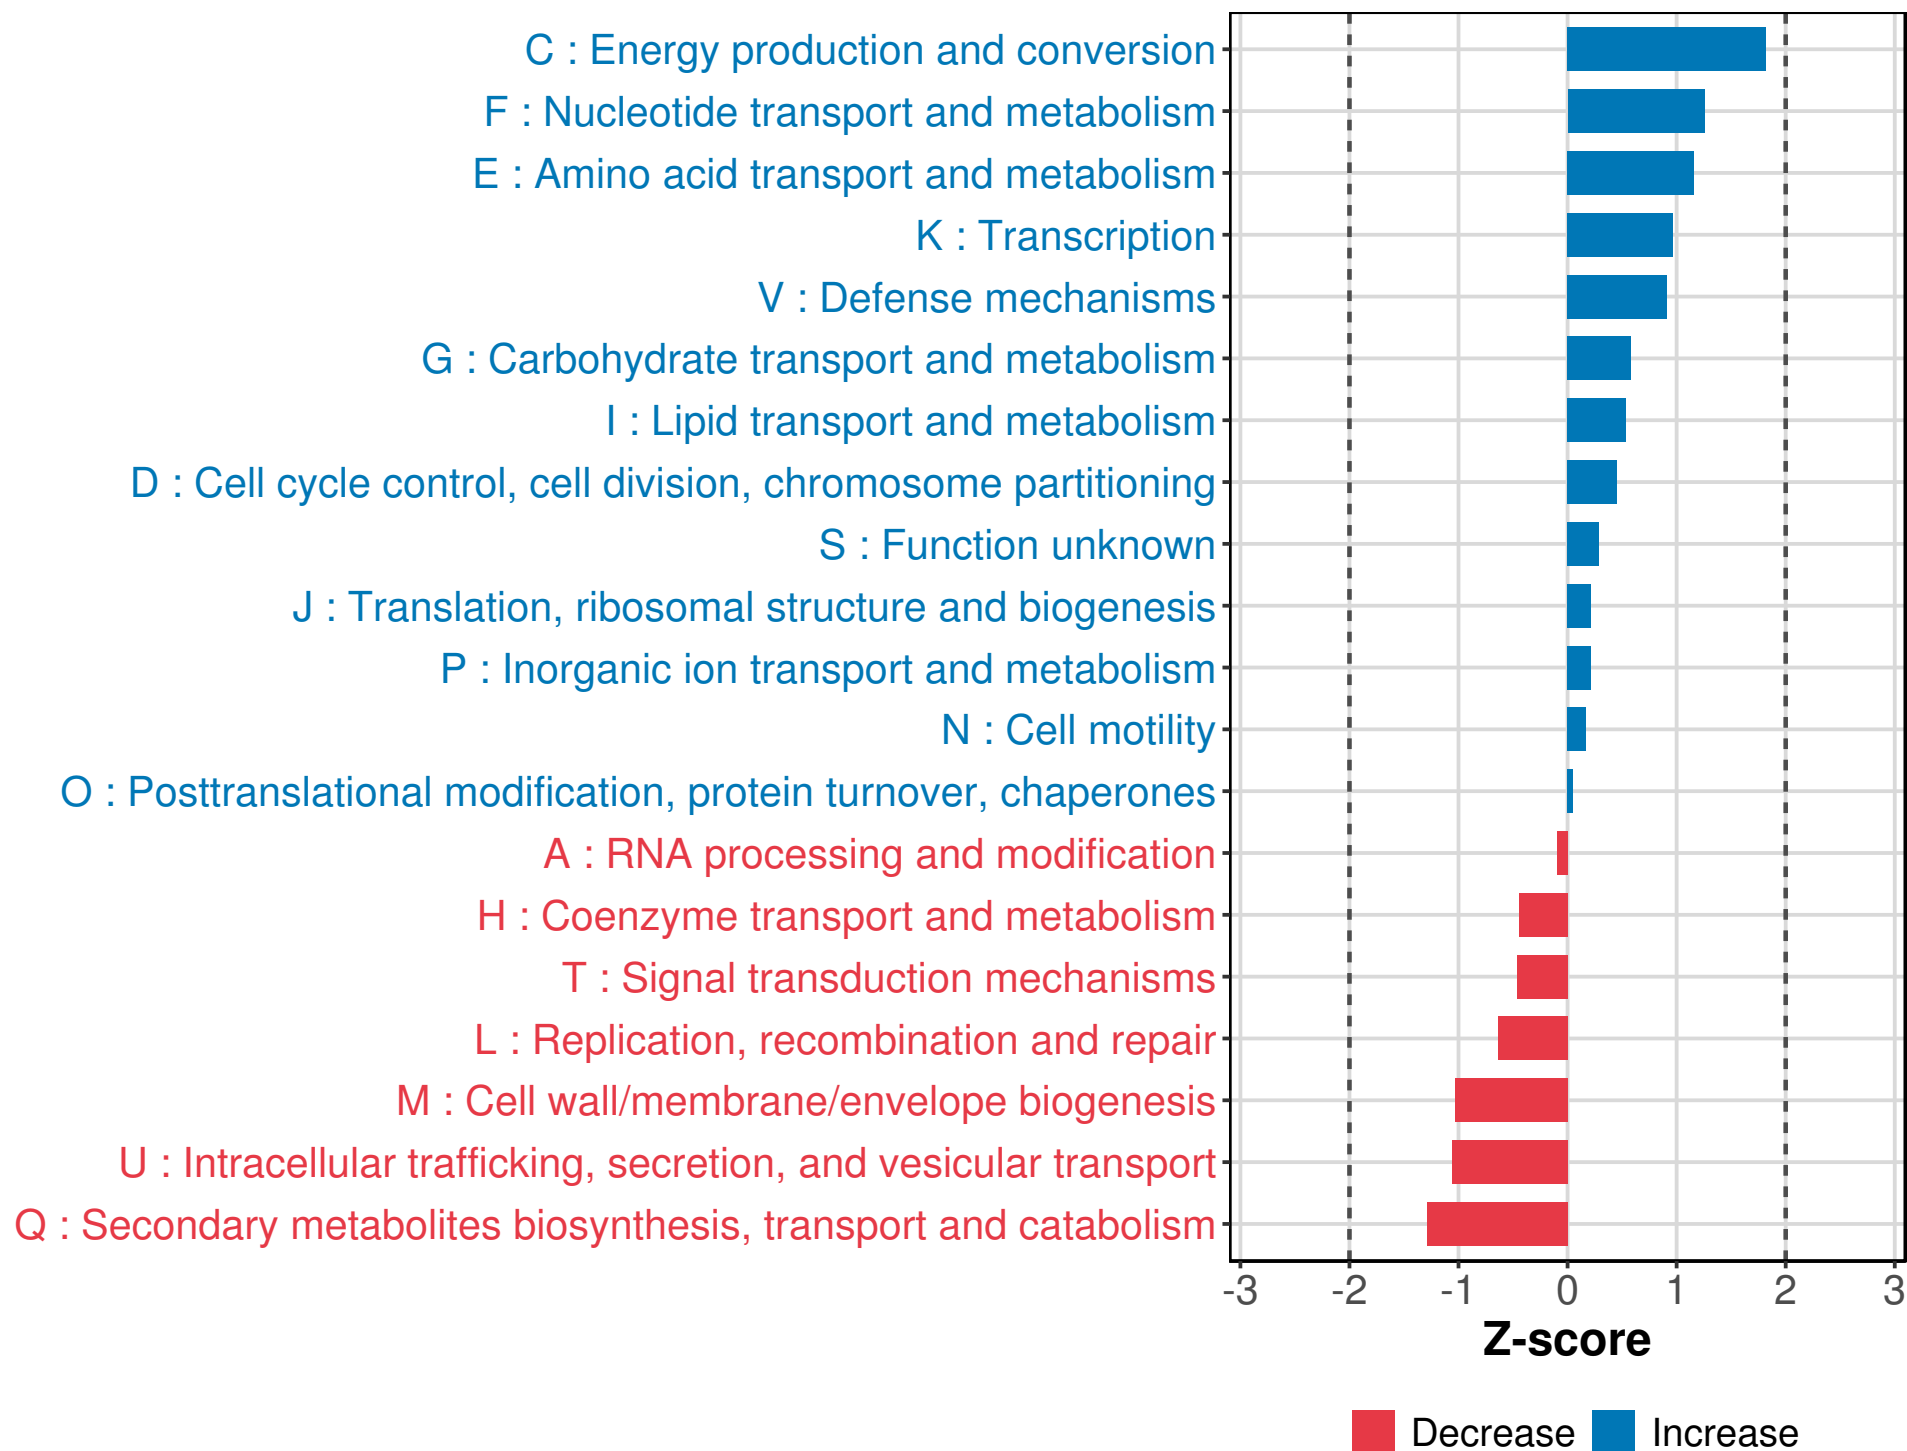 C : Energy production and conversion
F : Nucleotide transport and metabolism
E : Amino acid transport and metabolism
K : Transcription
V : Defense mechanisms
G : Carbohydrate transport and metabolism
I : Lipid transport and metabolism
D : Cell cycle control, cell division, chromosome partitioning
S : Function unknown
J : Translation, ribosomal structure and biogenesis
P : Inorganic ion transport and metabolism
N : Cell motility
O : Posttranslational modification, protein turnover, chaperones
A : RNA processing and modification
H : Coenzyme transport and metabolism
T : Signal transduction mechanisms
L : Replication, recombination and repair
M : Cell wall/membrane/envelope biogenesis
U : Intracellular trafficking, secretion, and vesicular transport
Q : Secondary metabolites biosynthesis, transport and catabolism
-3 -2 -1 0 1 2 3
Z-score
Decrease Increase